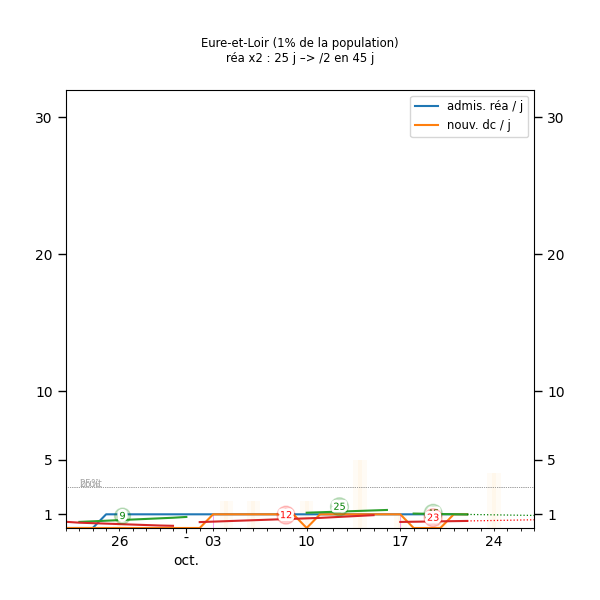 Eure-et-Loir (1% de la population)
réa x2 : 25 j –> /2 en 45 j
admis. réa / j
nouv. dc / j
30 30
20 20
10 10
5 5
1 1
9
12
25
23
26 - 03 10 17 24
oct.